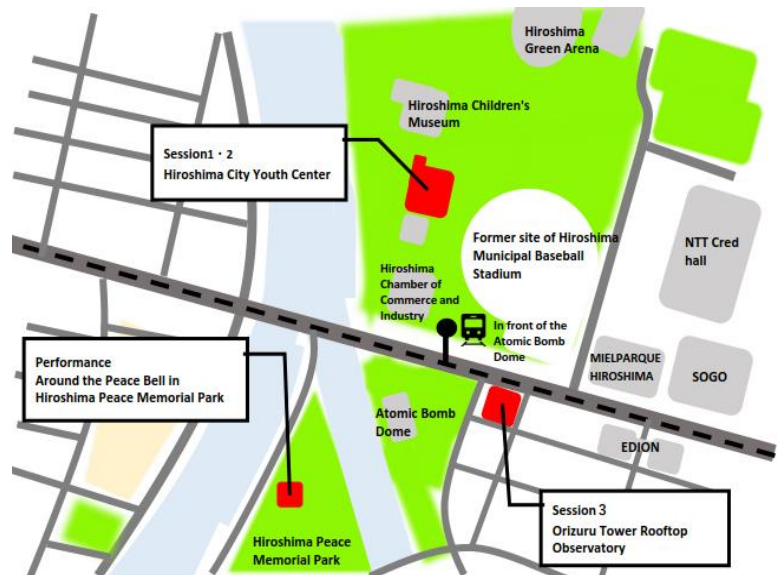 Hiroshima
Green Arena
Hiroshima Children's
Museum
Session1・2
Hiroshima City Youth Center
Former site of Hiroshima
Municipal Baseball
Stadium
NTT Cred
hall
Hiroshima
Chamber of
Commerce and
Industry
In front of the
Atomic Bomb
Dome
MIELPARQUE
HIROSHIMA
SOGO
Performance
Around the Peace Bell in
Hiroshima Peace Memorial Park
Atomic Bomb
Dome
EDION
Session 3
Orizuru Tower Rooftop
Observatory
Hiroshima Peace
Memorial Park